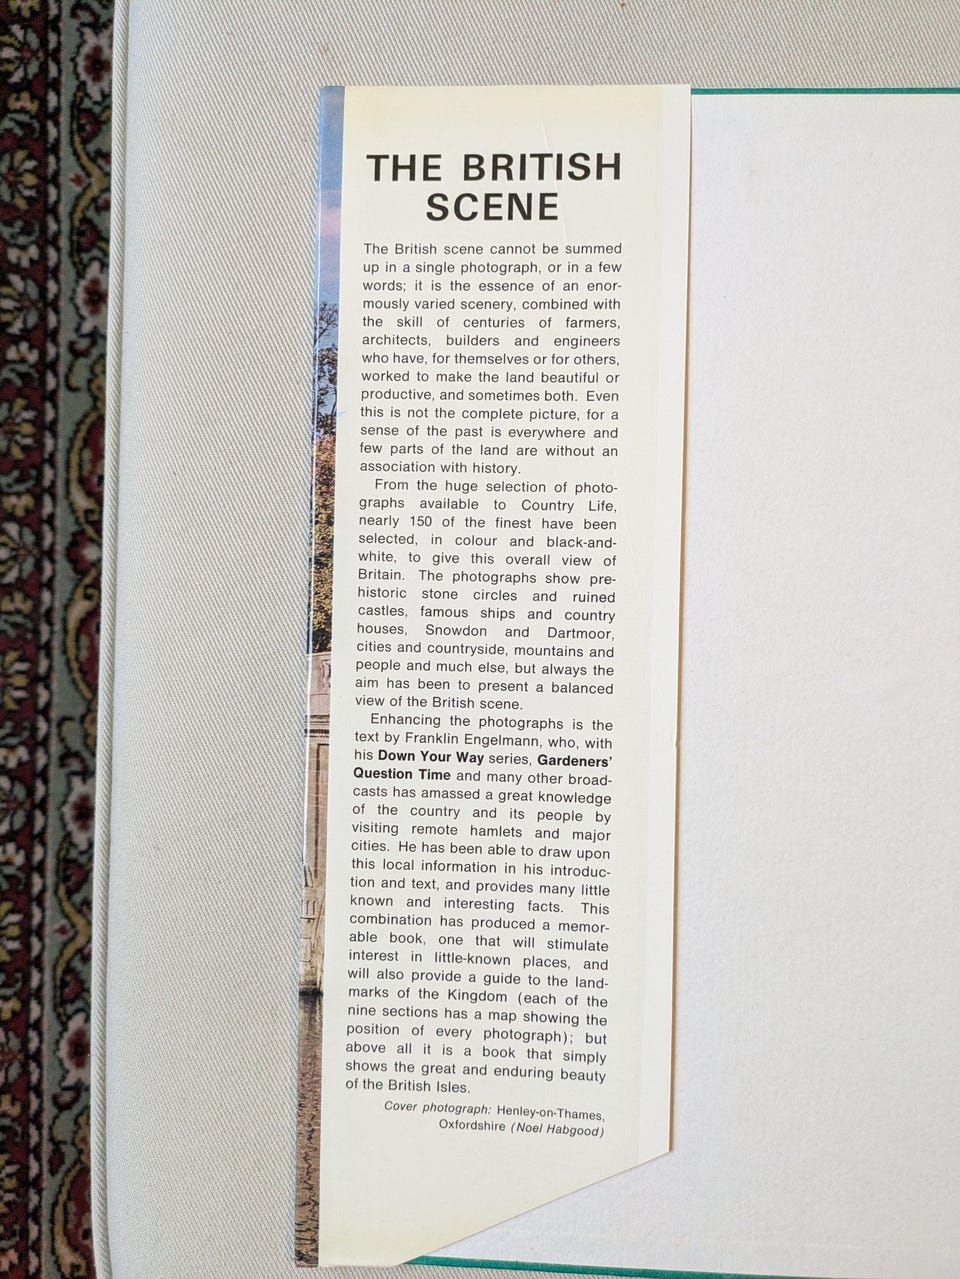 THE BRITISH
SCENE
The British scene cannot be summed
up in a single photograph, or in a few
words; it is the essence of an enor-
mously varied scenery, combined with
the skill of centuries of farmers,
architects, builders and engineers
who have, for themselves or for others,
worked to make the land beautiful or
productive, and sometimes both. Even
this is not the complete picture, for a
sense of the past is everywhere and
few parts of the land are without an
association with history.
From the huge selection of photo-
graphs available to Country Life,
nearly 150 of the finest have been
selected, in colour and black-and-
white, to give this overall view of
Britain. The photographs show pre-
historic stone circles and ruined
castles, famous ships and country
houses, Snowdon and Dartmoor,
cities and countryside, mountains and
people and much else, but always the
aim has been to present a balanced
view of the British scene.
Enhancing the photographs is the
text by Franklin Engelmann, who, with
his Down Your Way series, Gardeners'
Question Time and many other broad-
casts has amassed a great knowledge
of the country and its people by
visiting remote hamlets and major
cities. He has been able to draw upon
this local information in his introduc-
tion and text, and provides many little
known and interesting facts. This
combination has produced a memor-
able book, one that will stimulate
interest in little-known places, and
will also provide a guide to the land-
marks of the Kingdom (each of the
nine sections has a map showing the
position of every photograph); but
above all it is a book that simply
shows the great and enduring beauty
of the British Isles.
Cover photograph: Henley-on-Thames,
Oxfordshire (Noel Habgood)